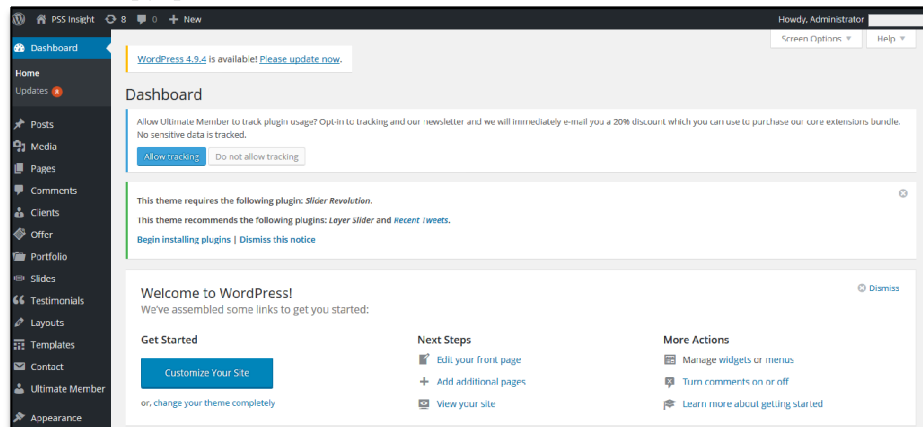 PSS Insight 8 0 + New Howdy, Administrator
Screen Options ▼ Help ▼
Dashboard
Home
Updates 8
Posts
Media
Pages
Comments
Clients
Offer
Portfolio
Slides
Testimonials
Layouts
Templates
Contact
Ultimate Member
Appearance
WordPress 4.9.4 is available! Please update now.
Dashboard
Allow Ultimate Member to track plugin usage? Opt-in to tracking and our newsletter and we will immediately e-mail you a 20% discount which you can use to purchase our core extensions bundle.
No sensitive data is tracked.
Allow tracking Do not allow tracking
This theme requires the following plugin: Slider Revolution.
This theme recommends the following plugins: Layer Slider and Recent Tweets.
Begin installing plugins | Dismiss this notice
Dismiss
Welcome to WordPress!
We've assembled some links to get you started:
Get Started
Customize Your Site
or, change your theme completely
Next Steps
Edit your front page
Add additional pages
View your site
More Actions
Manage widgets or menus
Turn comments on or off
Learn more about getting started